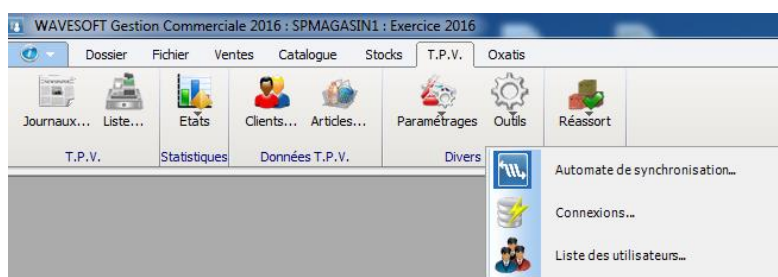 WAVESOFT Gestion Commerciale 2016 : SPMAGASIN1 : Exercice 2016
Dossier Fichier Ventes Catalogue Stocks T.P.V. Oxatis
Journaux... Liste... Etats Clients... Articles... Paramétrages Outils Réassort
T.P.V. Statistiques Données T.P.V. Divers
Automate de synchronisation...
Connexions...
Liste des utilisateurs...